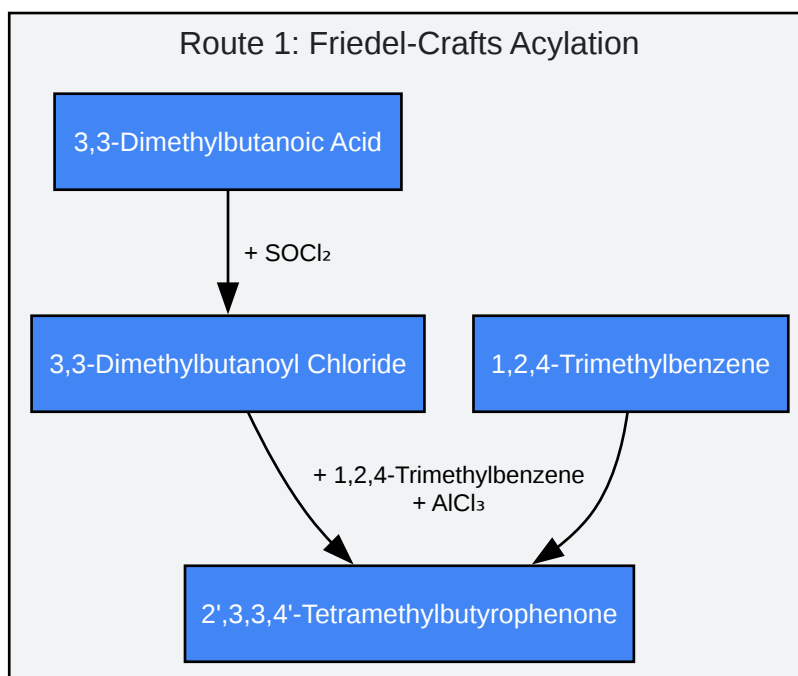 Route 1: Friedel-Crafts Acylation
3,3-Dimethylbutanoic Acid
+ SOCl₂
3,3-Dimethylbutanoyl Chloride
1,2,4-Trimethylbenzene
+ 1,2,4-Trimethylbenzene
+ AlCl₃
2',3,3,4'-Tetramethylbutyrophenone